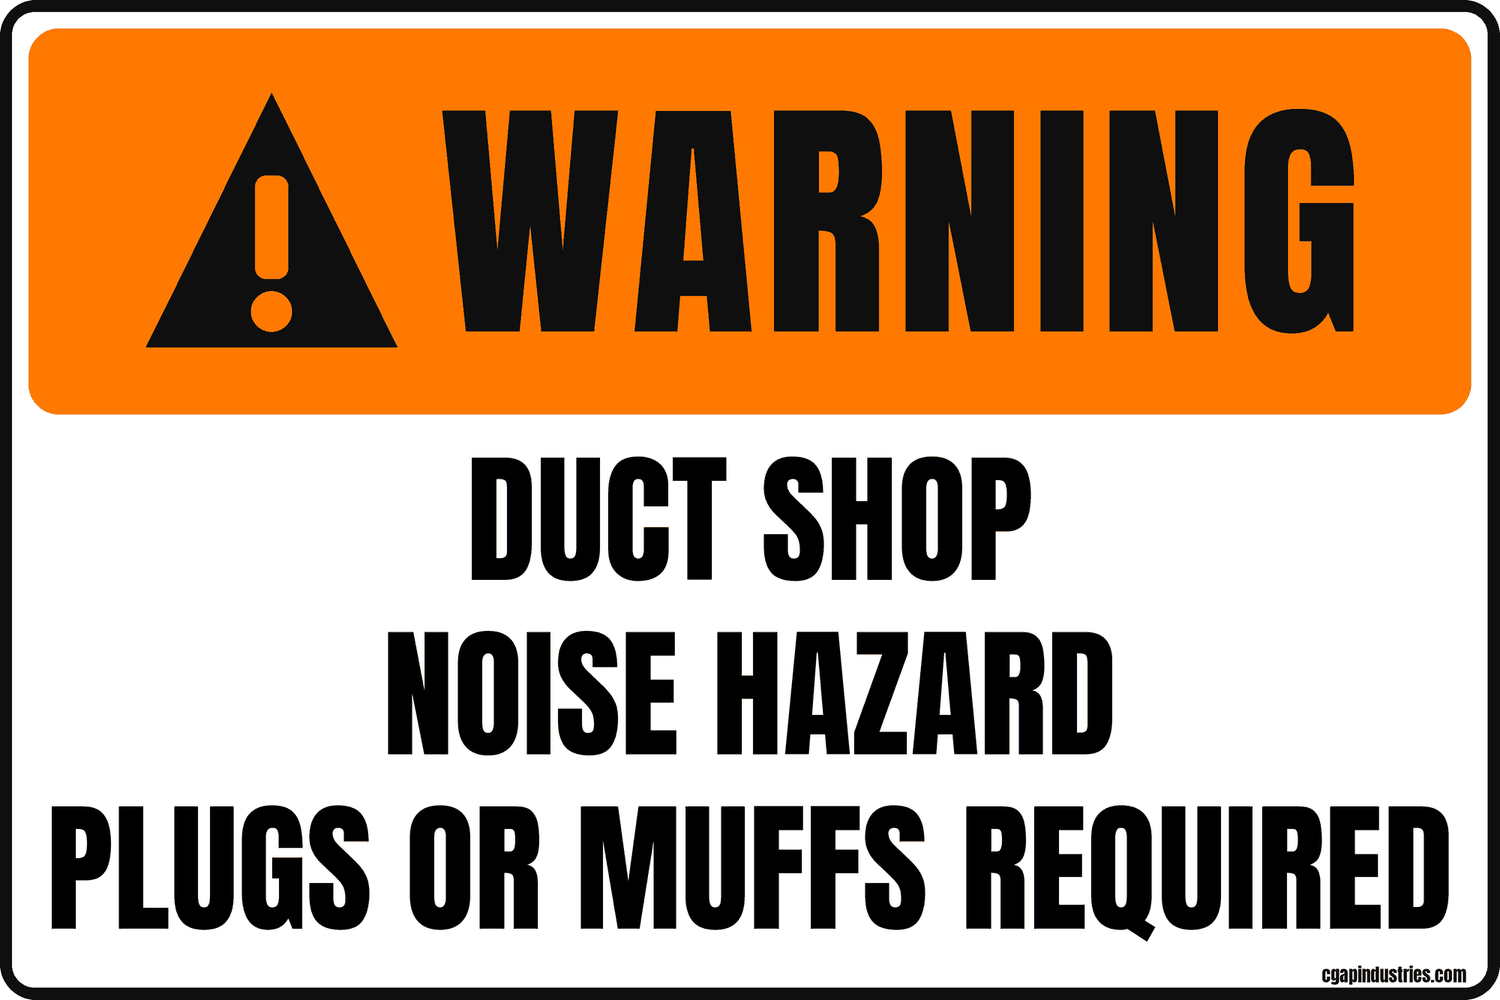 WARNING
DUCT SHOP
NOISE HAZARD
PLUGS OR MUFFS REQUIRED
cgapindustries.com